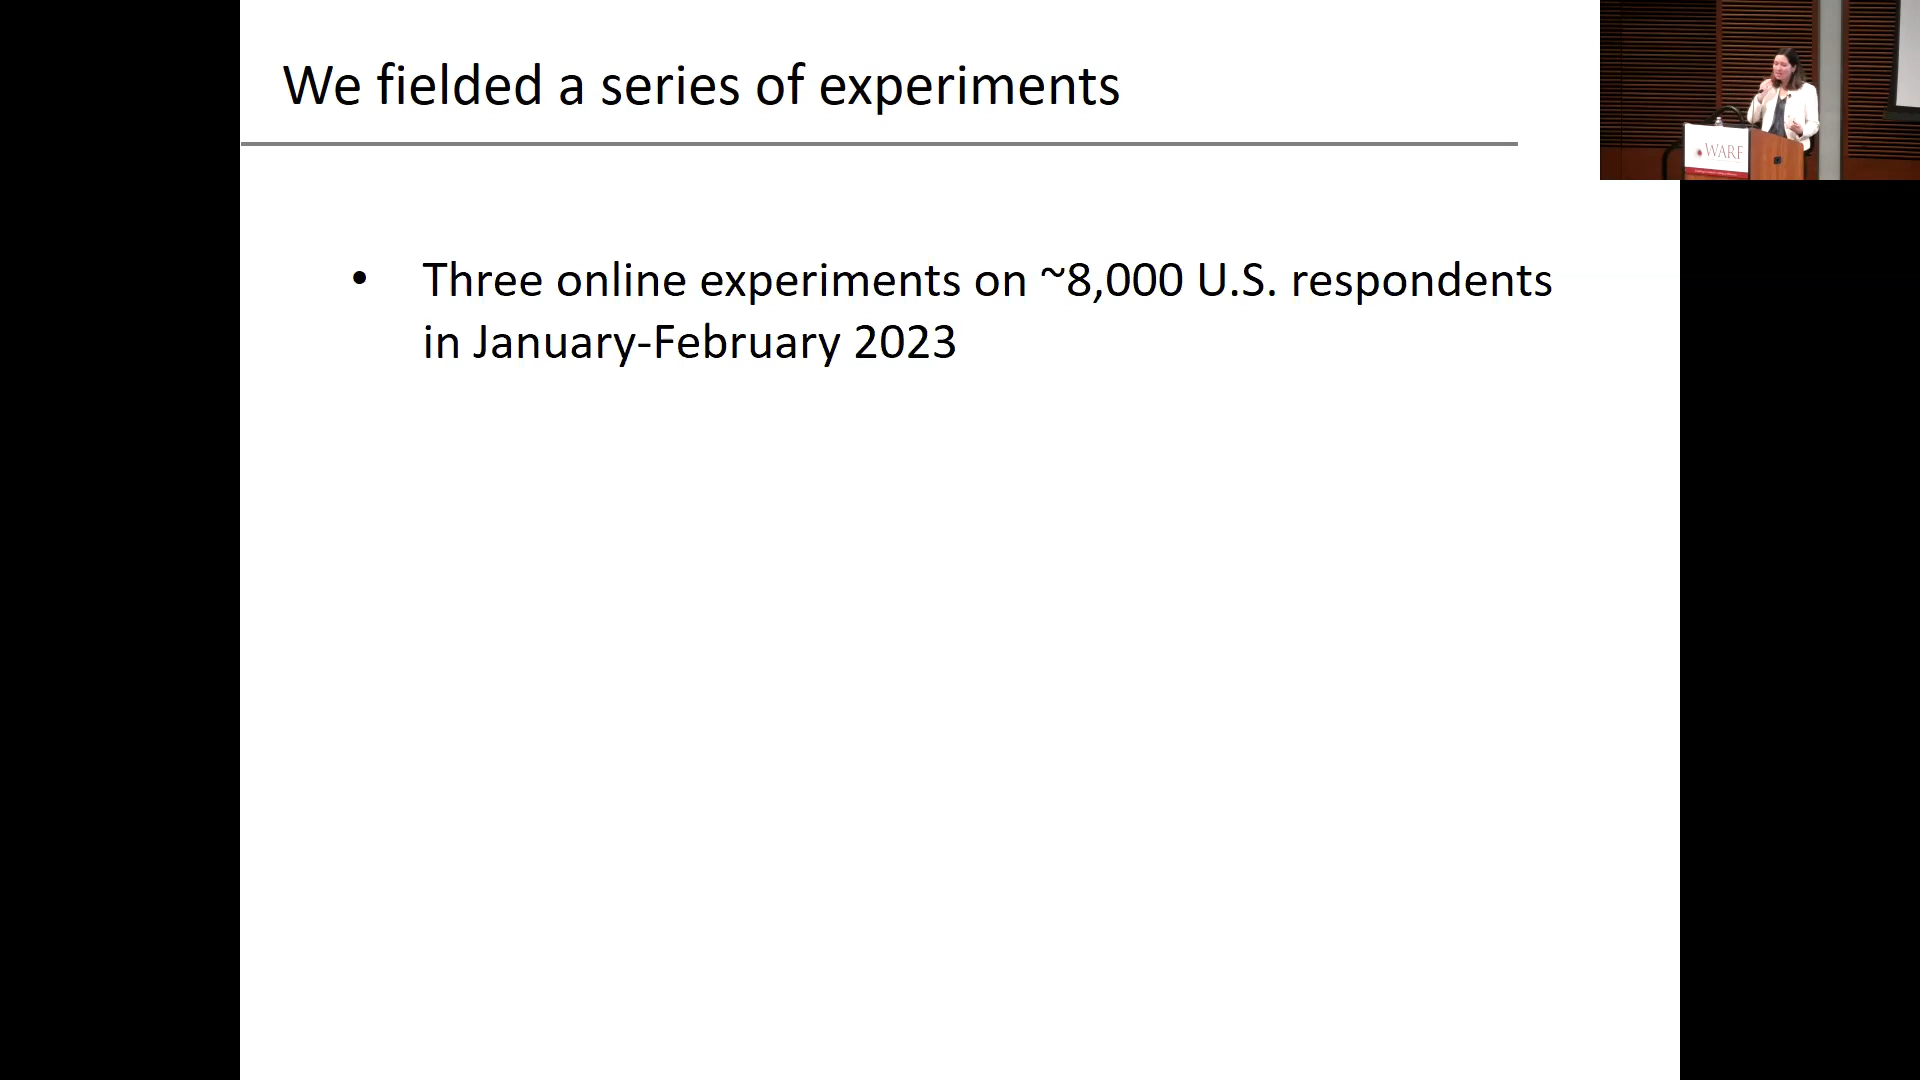 We fielded a series of experiments
WARF
• Three online experiments on ~8,000 U.S. respondents
in January-February 2023